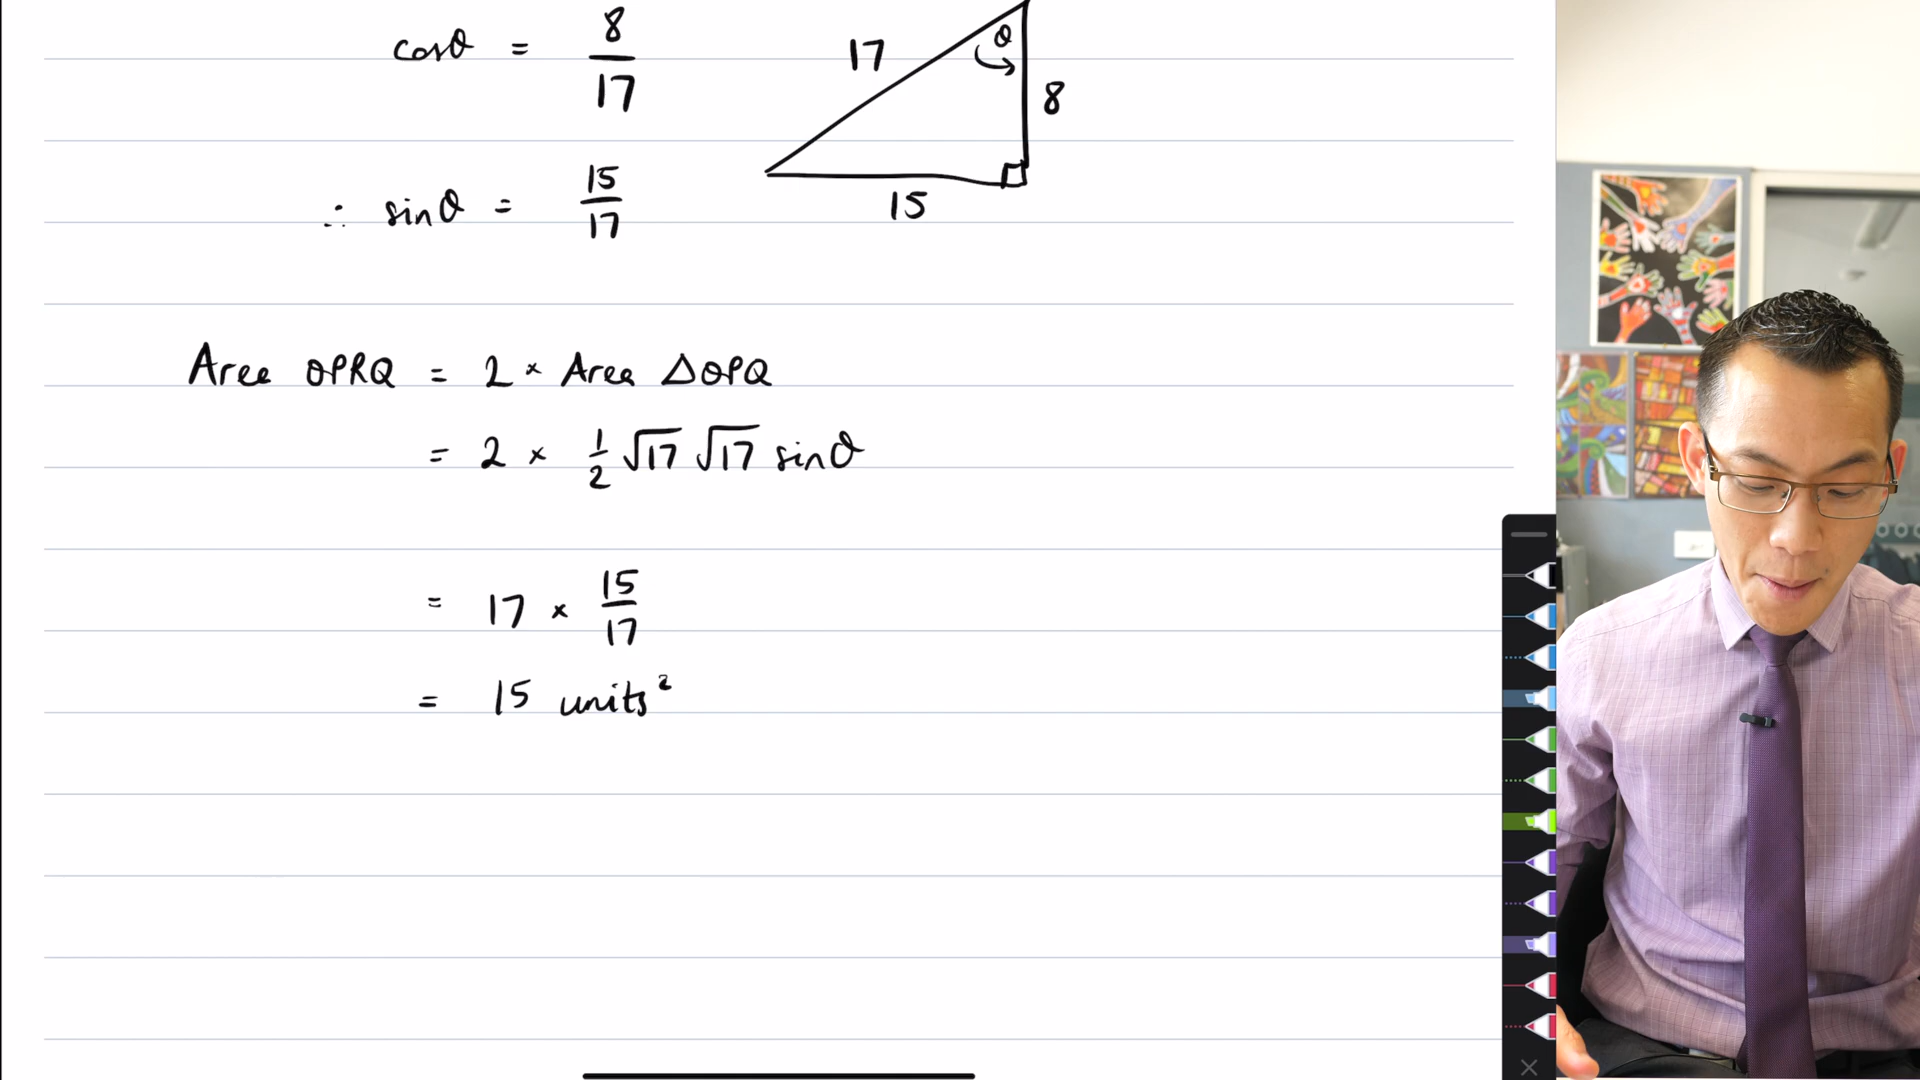 cosθ = 8/17
17
θ
8
15
∴ sinθ = 15/17
Area OPRQ = 2 × Area △OPQ
= 2 × 1/2 √17 √17 sinθ
= 17 × 15/17
= 15 units²